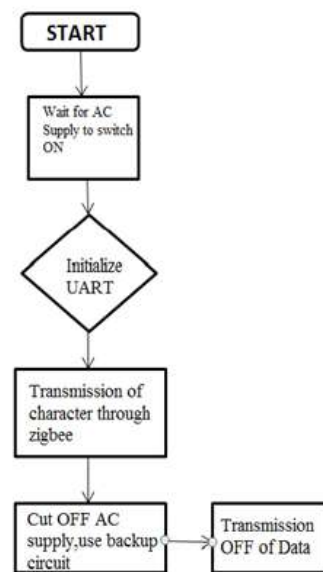 START
Wait for AC
Supply to switch
ON
Initialize
UART
Transmission of
character through
zigbee
Cut OFF AC
supply,use backup
circuit
Transmission
OFF of Data